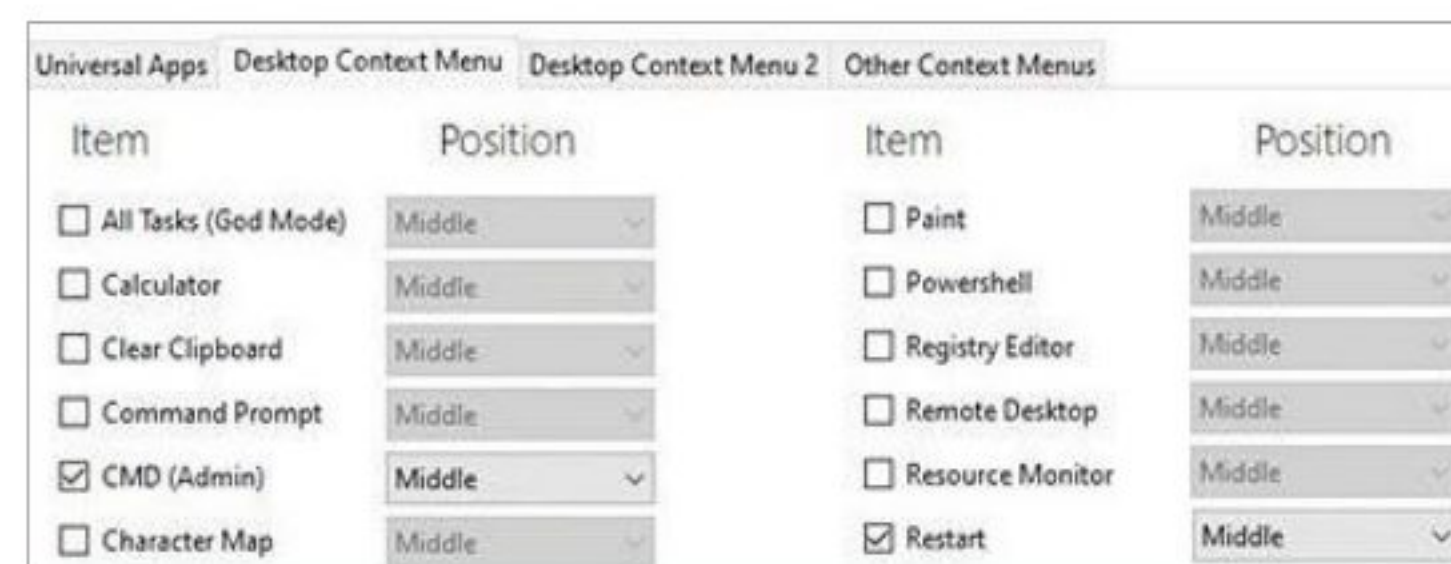 Universal Apps Desktop Context Menu Desktop Context Menu 2 Other Context Menus
Item Position Item Position
All Tasks (God Mode) Middle Paint Middle
Calculator Middle Powershell Middle
Clear Clipboard Middle Registry Editor Middle
Command Prompt Middle Remote Desktop Middle
CMD (Admin) Middle Resource Monitor Middle
Character Map Middle Restart Middle